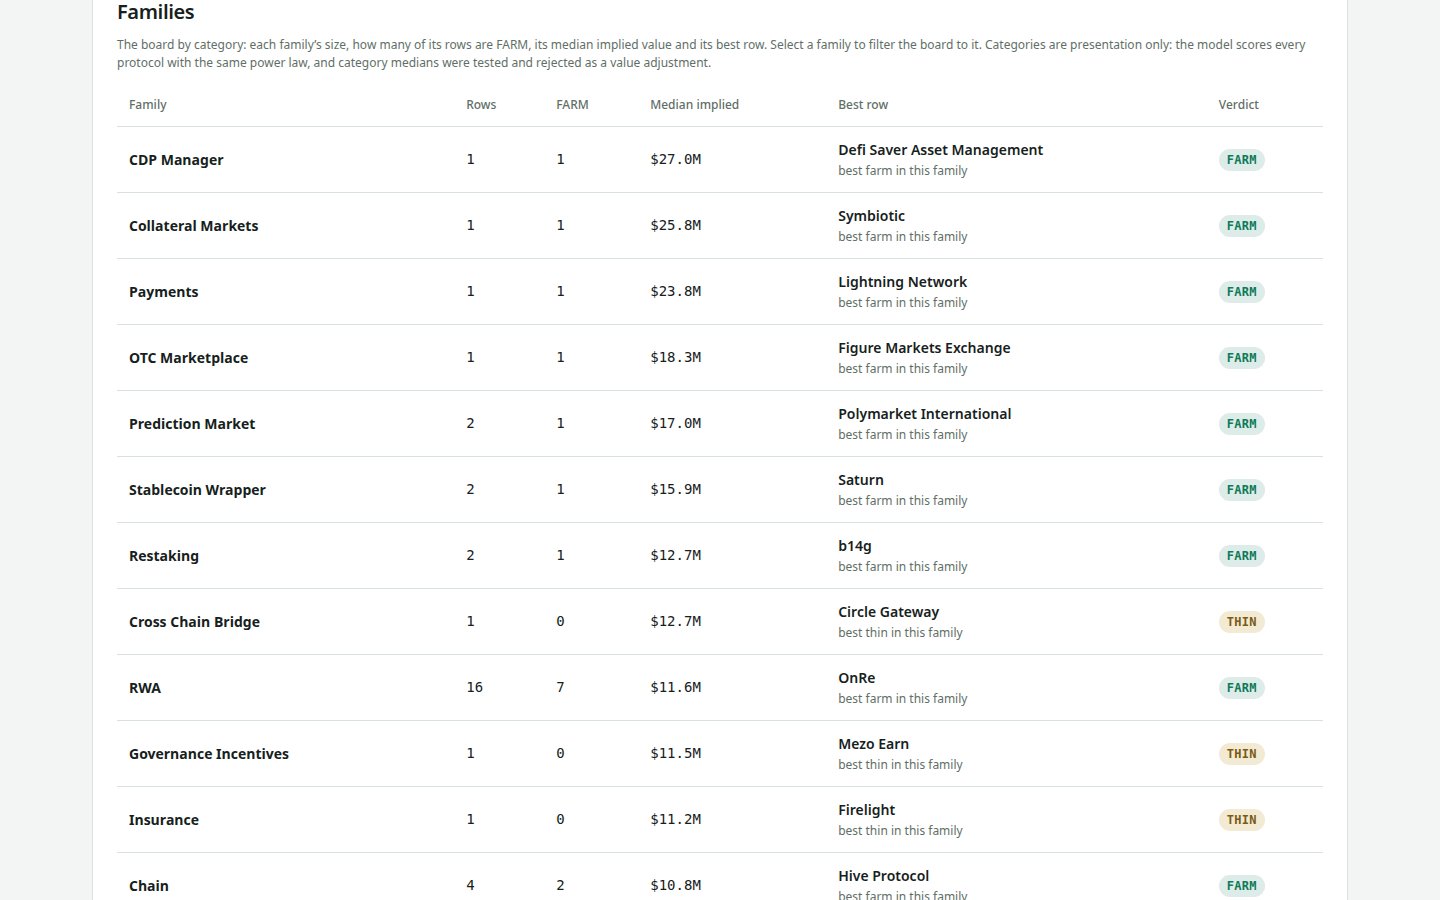 Families
The board by category: each family's size, how many of its rows are FARM, its median implied value and its best row. Select a family to filter the board to it. Categories are presentation only: the model scores every
protocol with the same power law, and category medians were tested and rejected as a value adjustment.
Family Rows FARM Median implied Best row Verdict
CDP Manager 1 1 $27.0M Defi Saver Asset Management FARM
best farm in this family
Collateral Markets 1 1 $25.8M Symbiotic FARM
best farm in this family
Payments 1 1 $23.8M Lightning Network FARM
best farm in this family
OTC Marketplace 1 1 $18.3M Figure Markets Exchange FARM
best farm in this family
Prediction Market 2 1 $17.0M Polymarket International FARM
best farm in this family
Stablecoin Wrapper 2 1 $15.9M Saturn FARM
best farm in this family
Restaking 2 1 $12.7M b14g FARM
best farm in this family
Cross Chain Bridge 1 0 $12.7M Circle Gateway THIN
best thin in this family
RWA 16 7 $11.6M OnRe FARM
best farm in this family
Governance Incentives 1 0 $11.5M Mezo Earn THIN
best thin in this family
Insurance 1 0 $11.2M Firelight THIN
best thin in this family
Chain 4 2 $10.8M Hive Protocol FARM
best farm in this family